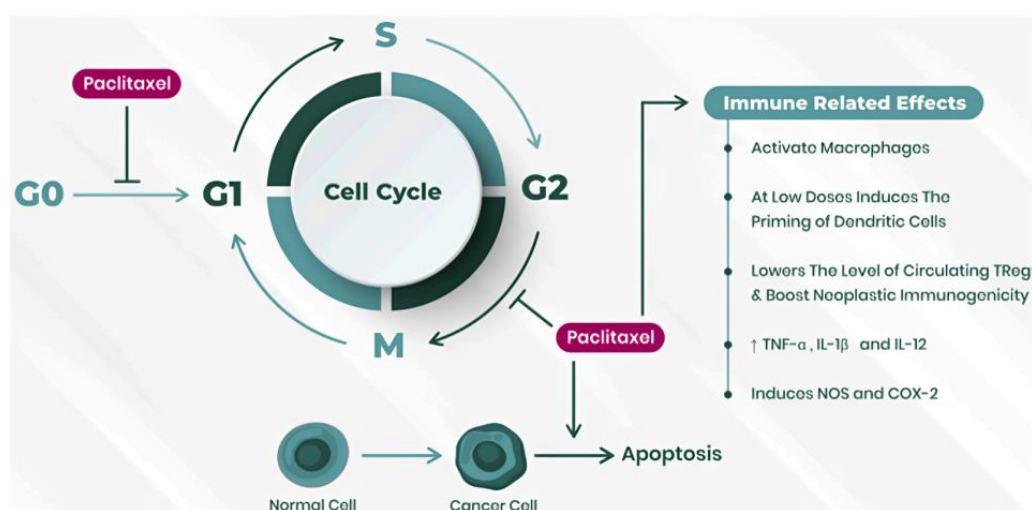 S
Paclitaxel
Immune Related Effects
Activate Macrophages
G0
G1
Cell Cycle
G2
At Low Doses Induces The
Priming of Dendritic Cells
Lowers The Level of Circulating TReg
& Boost Neoplastic Immunogenicity
M
Paclitaxel
↑ TNF-α , IL-1β and IL-12
Induces NOS and COX-2
Apoptosis
Normal Cell
Cancer Cell